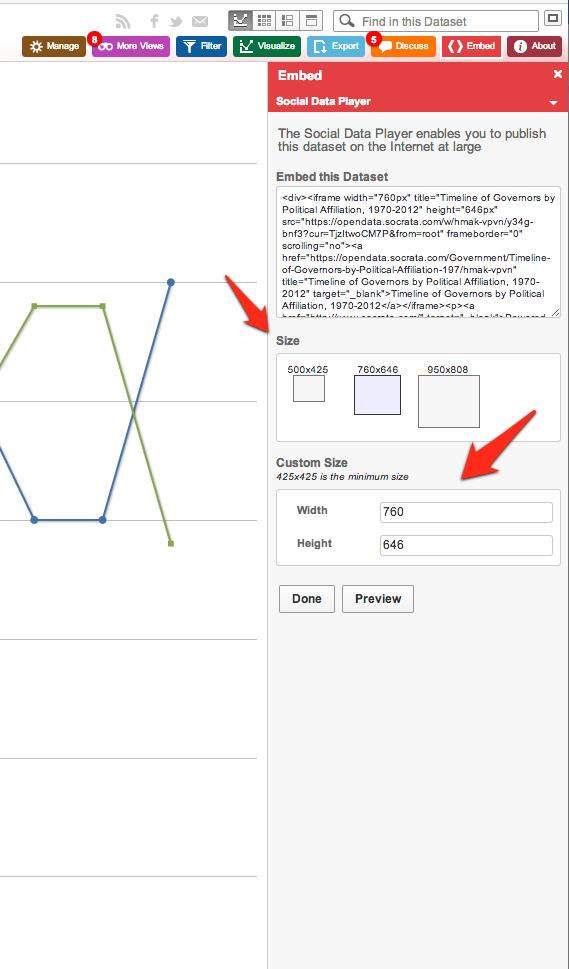 Find in this Dataset
Manage
8
More Views
Filter
Visualize
Export
5
Discuss
Embed
About
Embed
Social Data Player
The Social Data Player enables you to publish
this dataset on the Internet at large
Embed this Dataset
<div><iframe width="760px" title="Timeline of Governors by
Political Affiliation, 1970-2012" height="646px"
src="https://opendata.socrata.com/w/hmak-vpvn/y34g-
bnf3?cur=TjzItwoCM7P&from=root" frameborder="0"
scrolling="no"><a
href="https://opendata.socrata.com/Government/Timeline-
of-Governors-by-Political-Affiliation-197/hmak-vpvn"
title="Timeline of Governors by Political Affiliation, 1970-
2012" target="_blank">Timeline of Governors by Political
Affiliation, 1970-2012</a></iframe><p><a
href="http://www.socrata.com/" target="_blank">Powered
Size
500x425
760x646
950x808
Custom Size
425x425 is the minimum size
Width
760
Height
646
Done
Preview